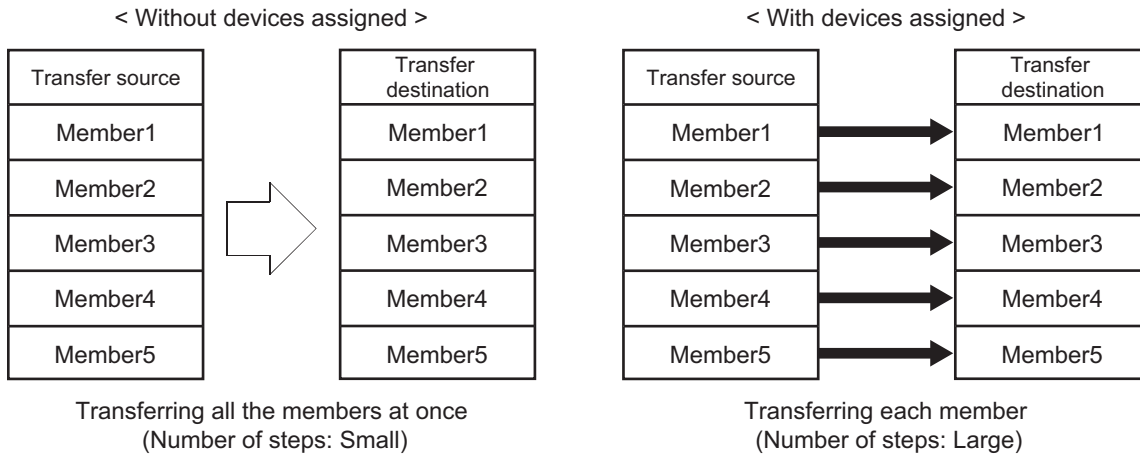 < Without devices assigned >
Transfer source
Member1
Member2
Member3
Member4
Member5
Transfer
destination
Member1
Member2
Member3
Member4
Member5
Transferring all the members at once
(Number of steps: Small)
< With devices assigned >
Transfer source
Member1
Member2
Member3
Member4
Member5
Transfer
destination
Member1
Member2
Member3
Member4
Member5
Transferring each member
(Number of steps: Large)